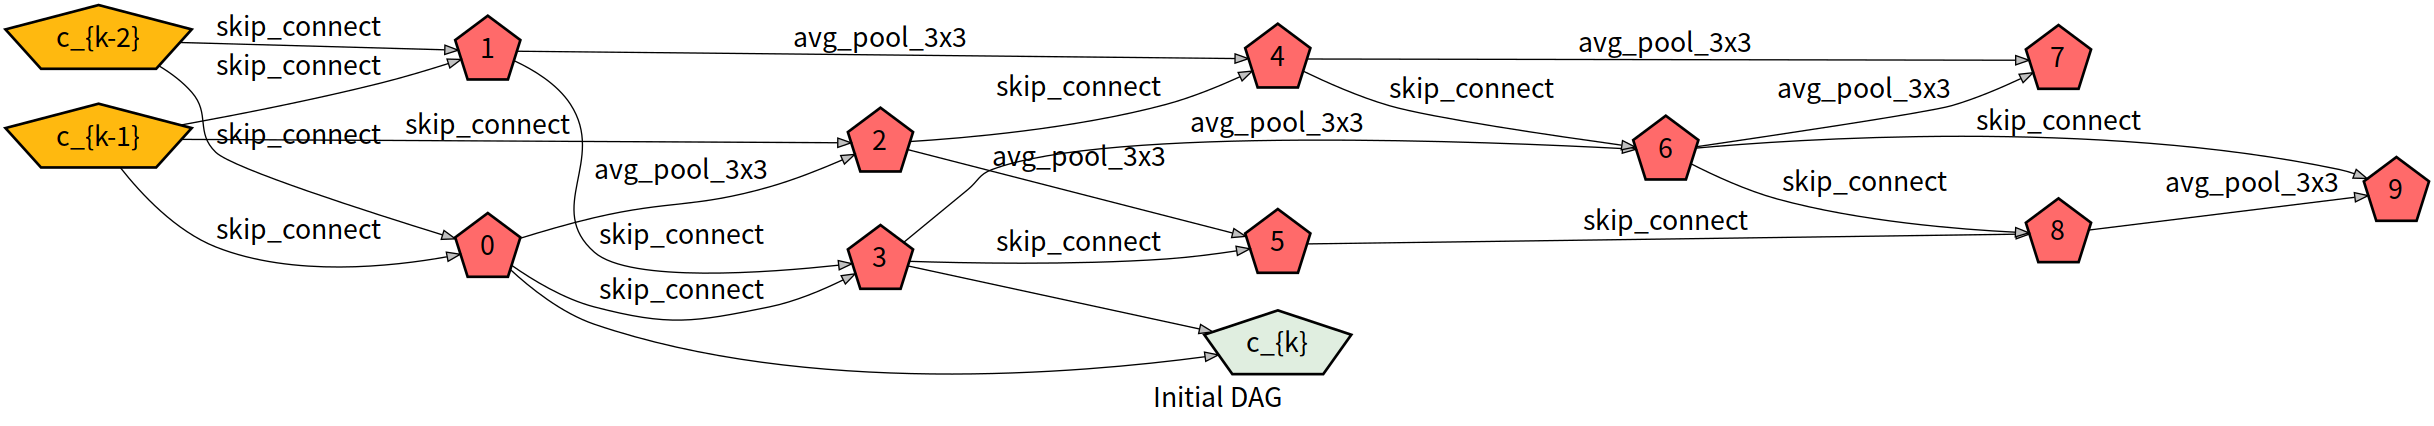 c_{k-2}
skip_connect
skip_connect
1
avg_pool_3x3
4
avg_pool_3x3
7
skip_connect
skip_connect
avg_pool_3x3
c_{k-1}
skip_connect
skip_connect
2
avg_pool_3x3
avg_pool_3x3
6
skip_connect
avg_pool_3x3
skip_connect
avg_pool_3x3
9
skip_connect
0
skip_connect
3
skip_connect
5
skip_connect
8
skip_connect
c_{k}
Initial DAG